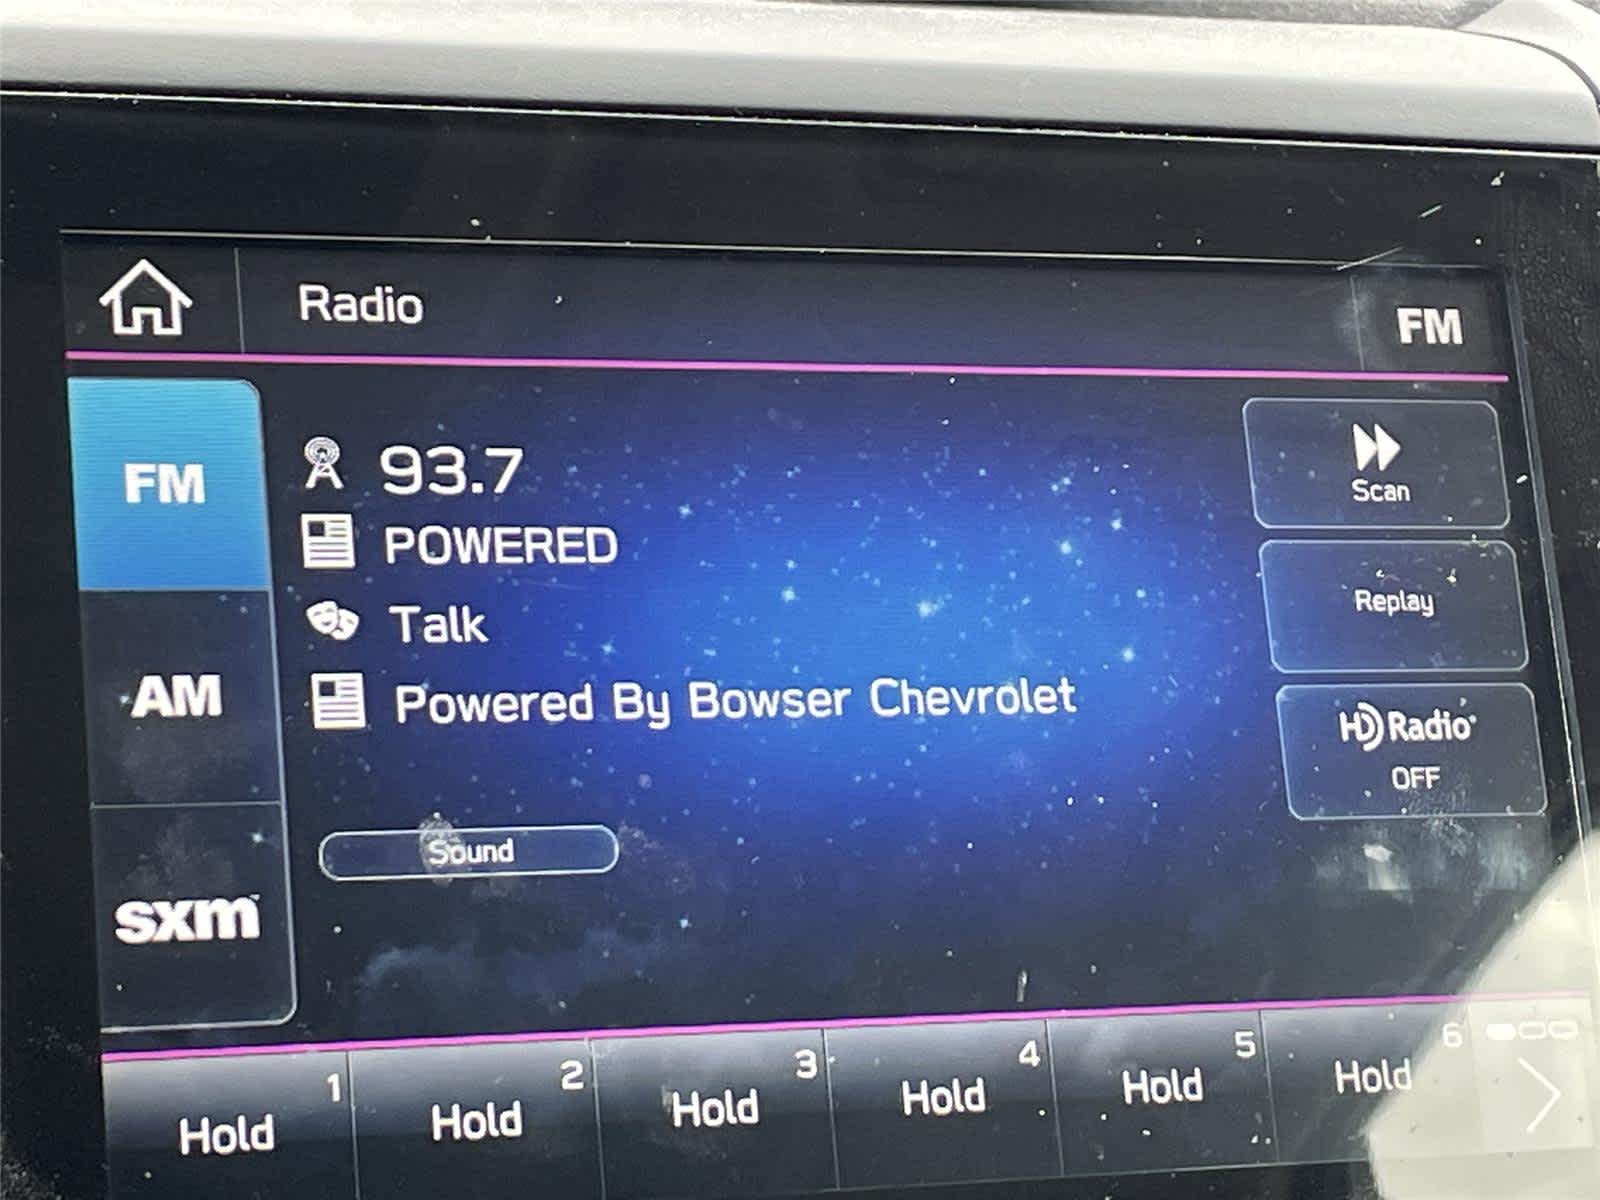 Radio
FM
FM
AM
sxm
93.7
POWERED
Talk
Powered By Bowser Chevrolet
Sound
Scan
Replay
HD Radio
OFF
1
Hold
2
Hold
3
Hold
4
Hold
5
Hold
6
Hold